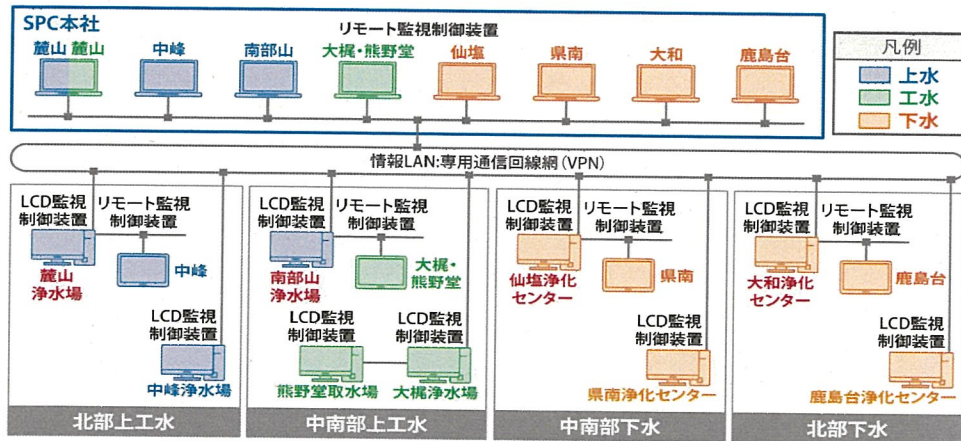 SPC本社
リモート監視制御装置
麓山 麓山
中峰
南部山
大梶・熊野堂
仙塩
県南
大和
鹿島台
凡例
上水
工水
下水
情報LAN:専用通信回線網(VPN)
LCD監視
制御装置
リモート監視
制御装置
麓山
浄水場
中峰
LCD監視
制御装置
中峰浄水場
北部上工水
LCD監視
制御装置
リモート監視
制御装置
南部山
浄水場
大梶・
熊野堂
LCD監視
制御装置
LCD監視
制御装置
熊野堂取水場
大梶浄水場
中南部上工水
LCD監視
制御装置
リモート監視
制御装置
仙塩浄化
センター
県南
LCD監視
制御装置
県南浄化センター
中南部下水
LCD監視
制御装置
リモート監視
制御装置
大和浄化
センター
鹿島台
LCD監視
制御装置
鹿島台浄化センター
北部下水